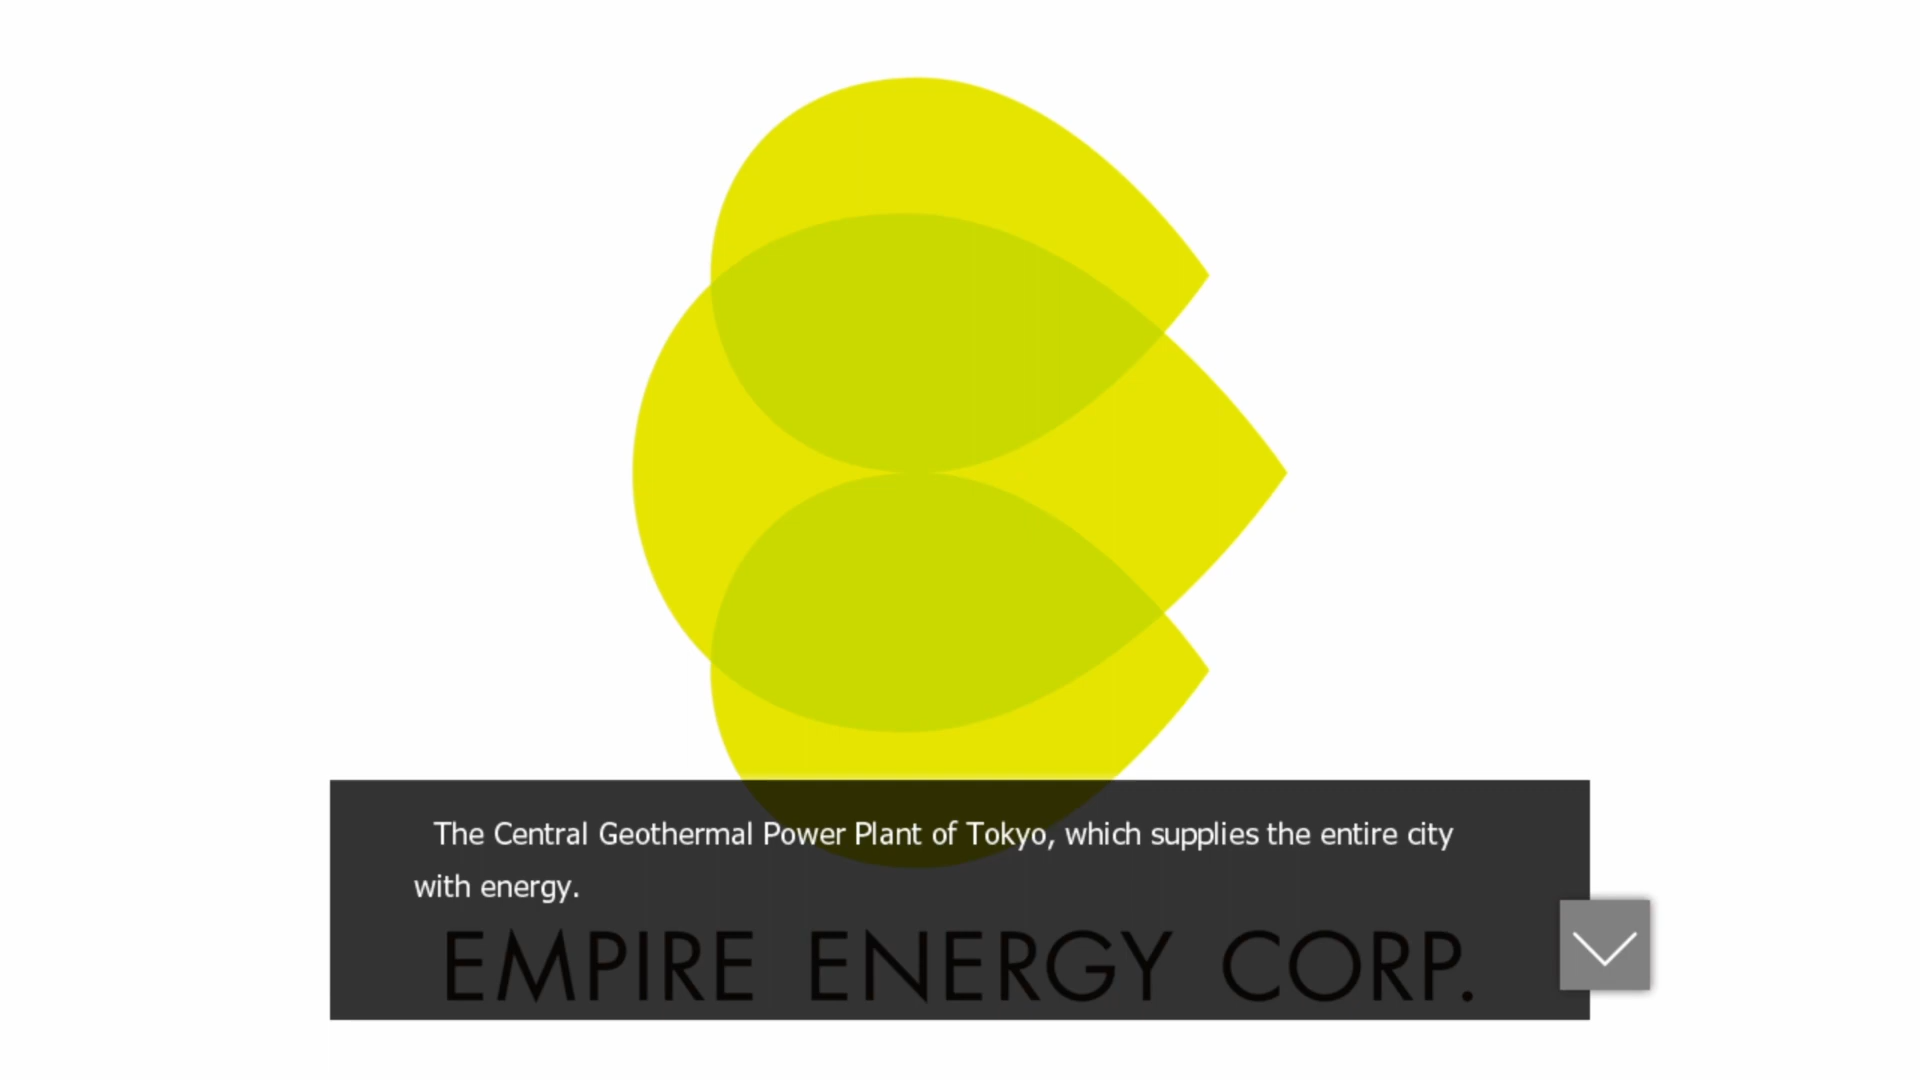 The Central Geothermal Power Plant of Tokyo, which supplies the entire city
with energy.
EMPIRE ENERGY CORP.